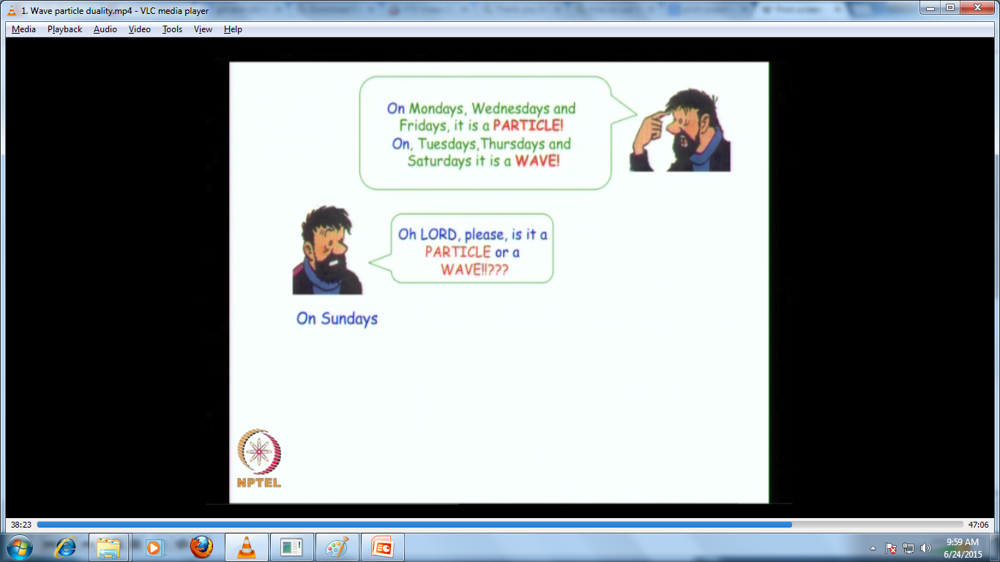 1. Wave particle duality.mp4 - VLC media player
Media Playback Audio Video Tools View Help
On Mondays, Wednesdays and
Fridays, it is a PARTICLE!
On, Tuesdays,Thursdays and
Saturdays it is a WAVE!
Oh LORD, please, is it a
PARTICLE or a
WAVE!!???
On Sundays
NPTEL
38:23
47:06
9:59 AM
6/24/2015